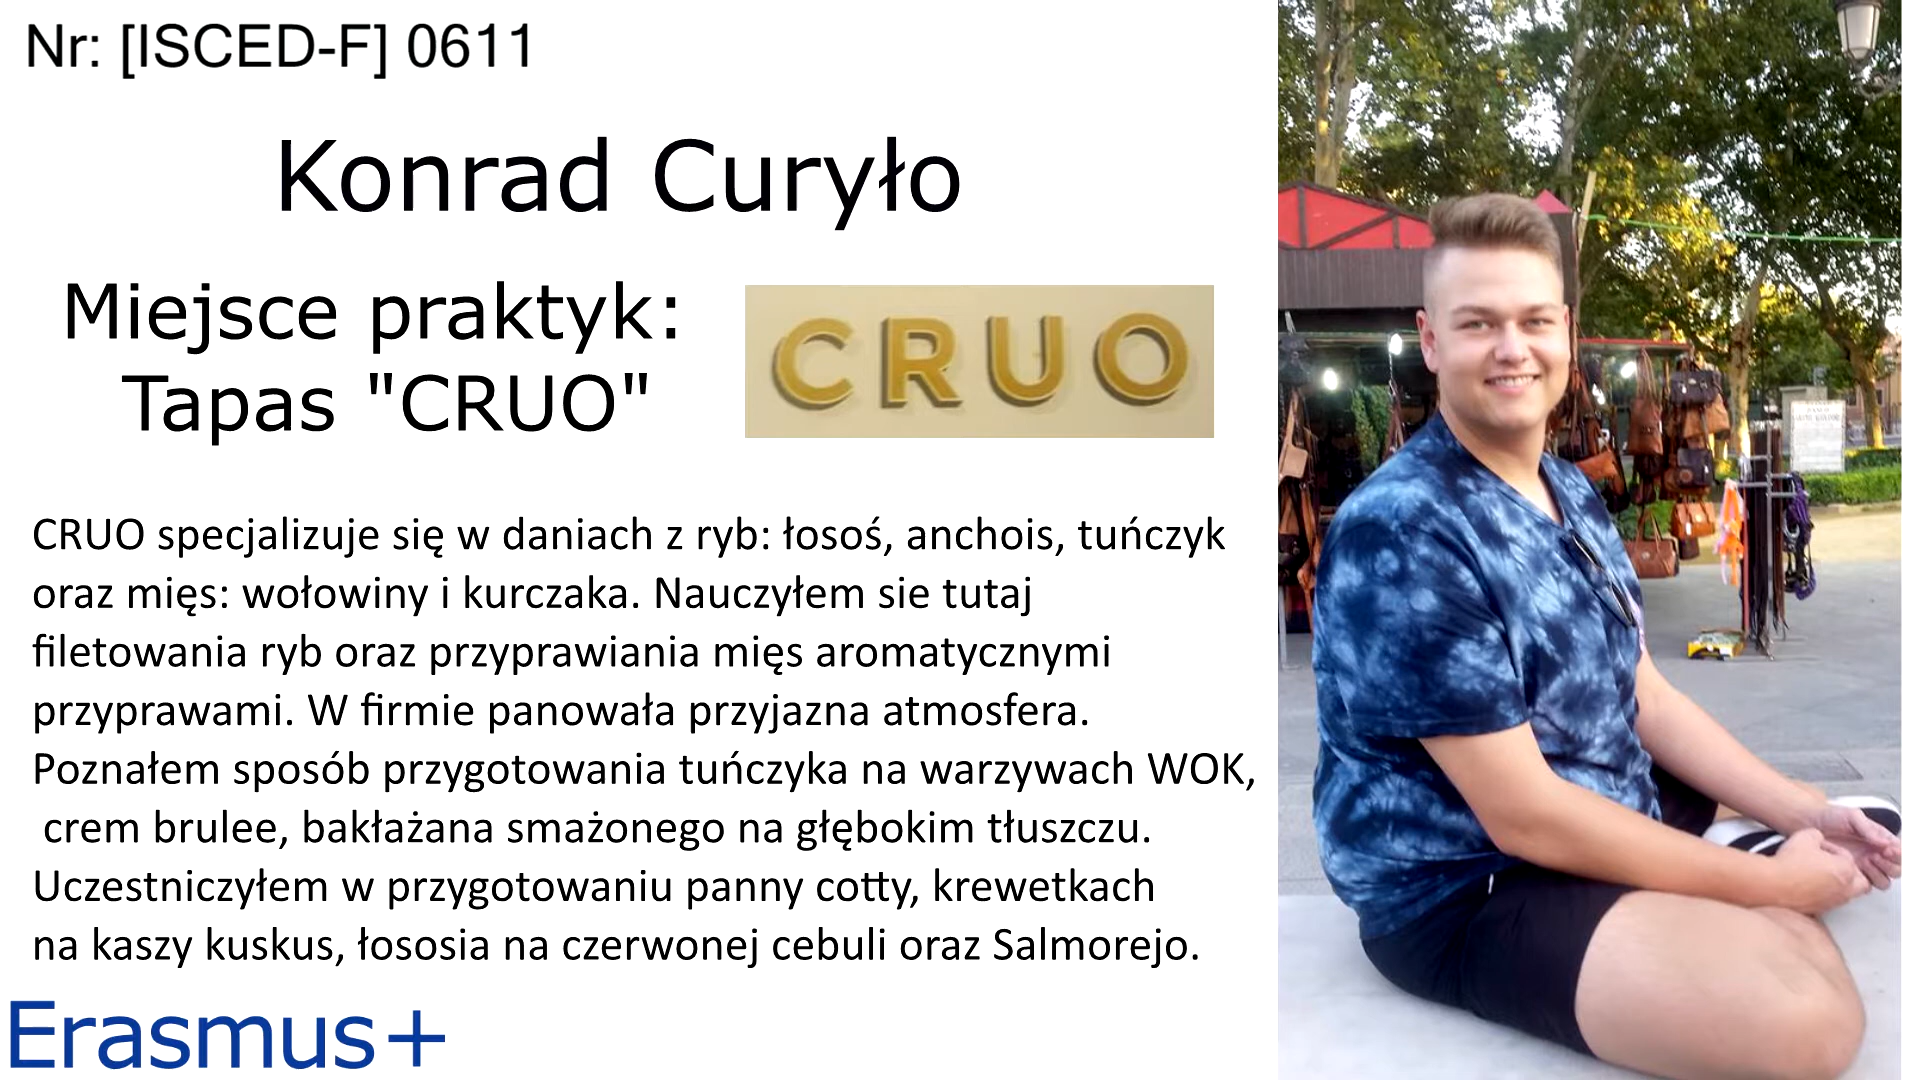 Nr: [ISCED-F] 0611
Konrad Curyło
Miejsce praktyk:
Tapas "CRUO"
CRUO
CRUO specjalizuje się w daniach z ryb: łosoś, anchois, tuńczyk
oraz mięs: wołowiny i kurczaka. Nauczyłem sie tutaj
filetowania ryb oraz przyprawiania mięs aromatycznymi
przyprawami. W firmie panowała przyjazna atmosfera.
Poznałem sposób przygotowania tuńczyka na warzywach WOK,
crem brulee, bakłażana smażonego na głębokim tłuszczu.
Uczestniczyłem w przygotowaniu panny cotty, krewetkach
na kaszy kuskus, łososia na czerwonej cebuli oraz Salmorejo.
Erasmus+